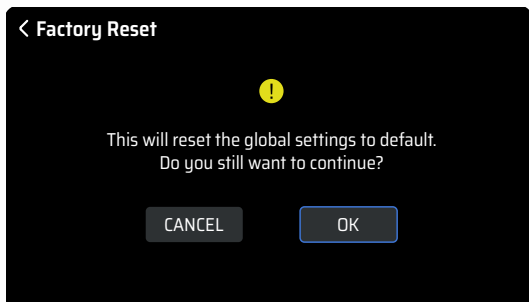 Factory Reset
This will reset the global settings to default.
Do you still want to continue?
CANCEL OK